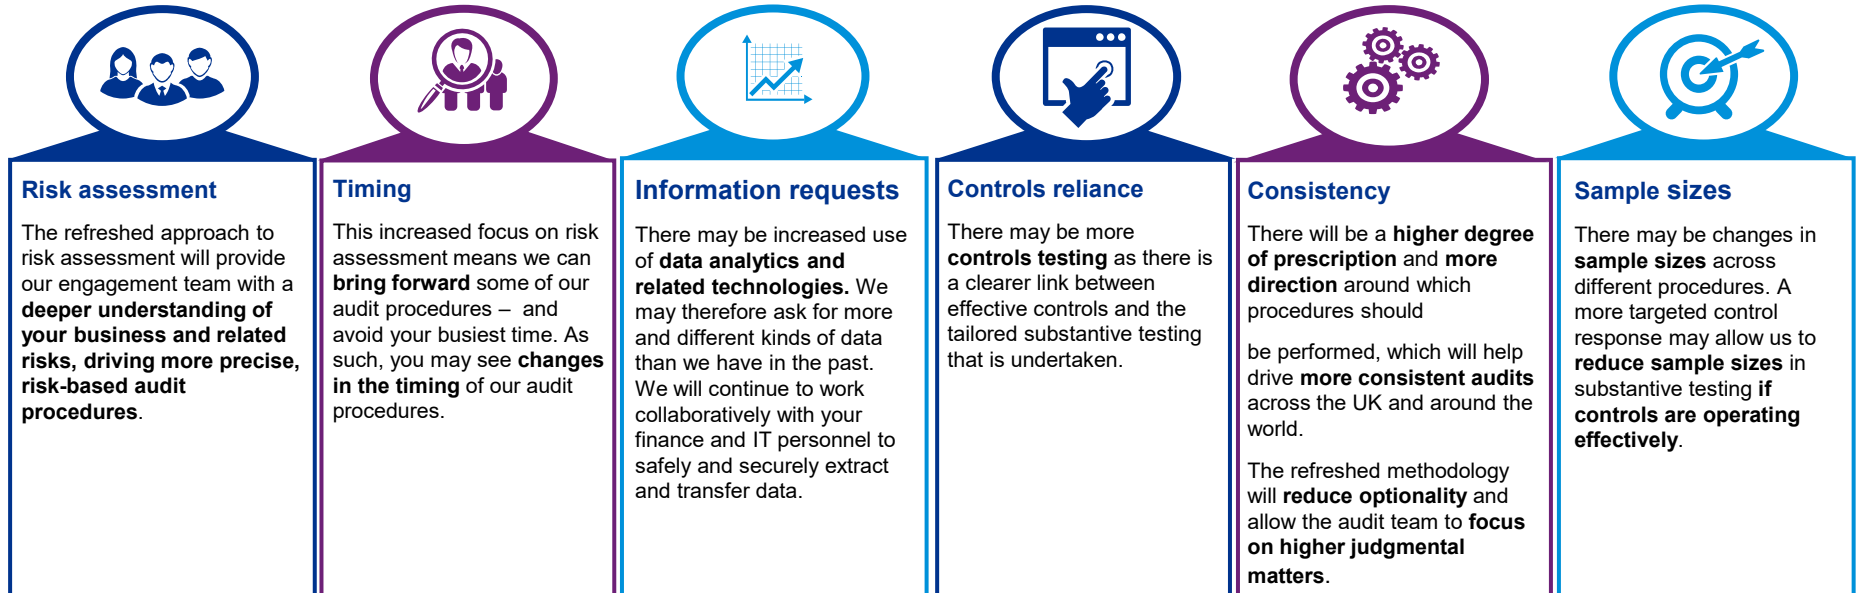 Risk assessment
The refreshed approach to
risk assessment will provide
our engagement team with a
deeper understanding of
your business and related
risks, driving more precise,
risk-based audit
procedures.
Timing
This increased focus on risk
assessment means we can
bring forward some of our
audit procedures – and
avoid your busiest time. As
such, you may see changes
in the timing of our audit
procedures.
Information requests
There may be increased use
of data analytics and
related technologies. We
may therefore ask for more
and different kinds of data
than we have in the past.
We will continue to work
collaboratively with your
finance and IT personnel to
safely and securely extract
and transfer data.
Controls reliance
There may be more
controls testing as there is
a clearer link between
effective controls and the
tailored substantive testing
that is undertaken.
Consistency
There will be a higher degree
of prescription and more
direction around which
procedures should
be performed, which will help
drive more consistent audits
across the UK and around the
world.
The refreshed methodology
will reduce optionality and
allow the audit team to focus
on higher judgmental
matters.
Sample sizes
There may be changes in
sample sizes across
different procedures. A
more targeted control
response may allow us to
reduce sample sizes in
substantive testing if
controls are operating
effectively.